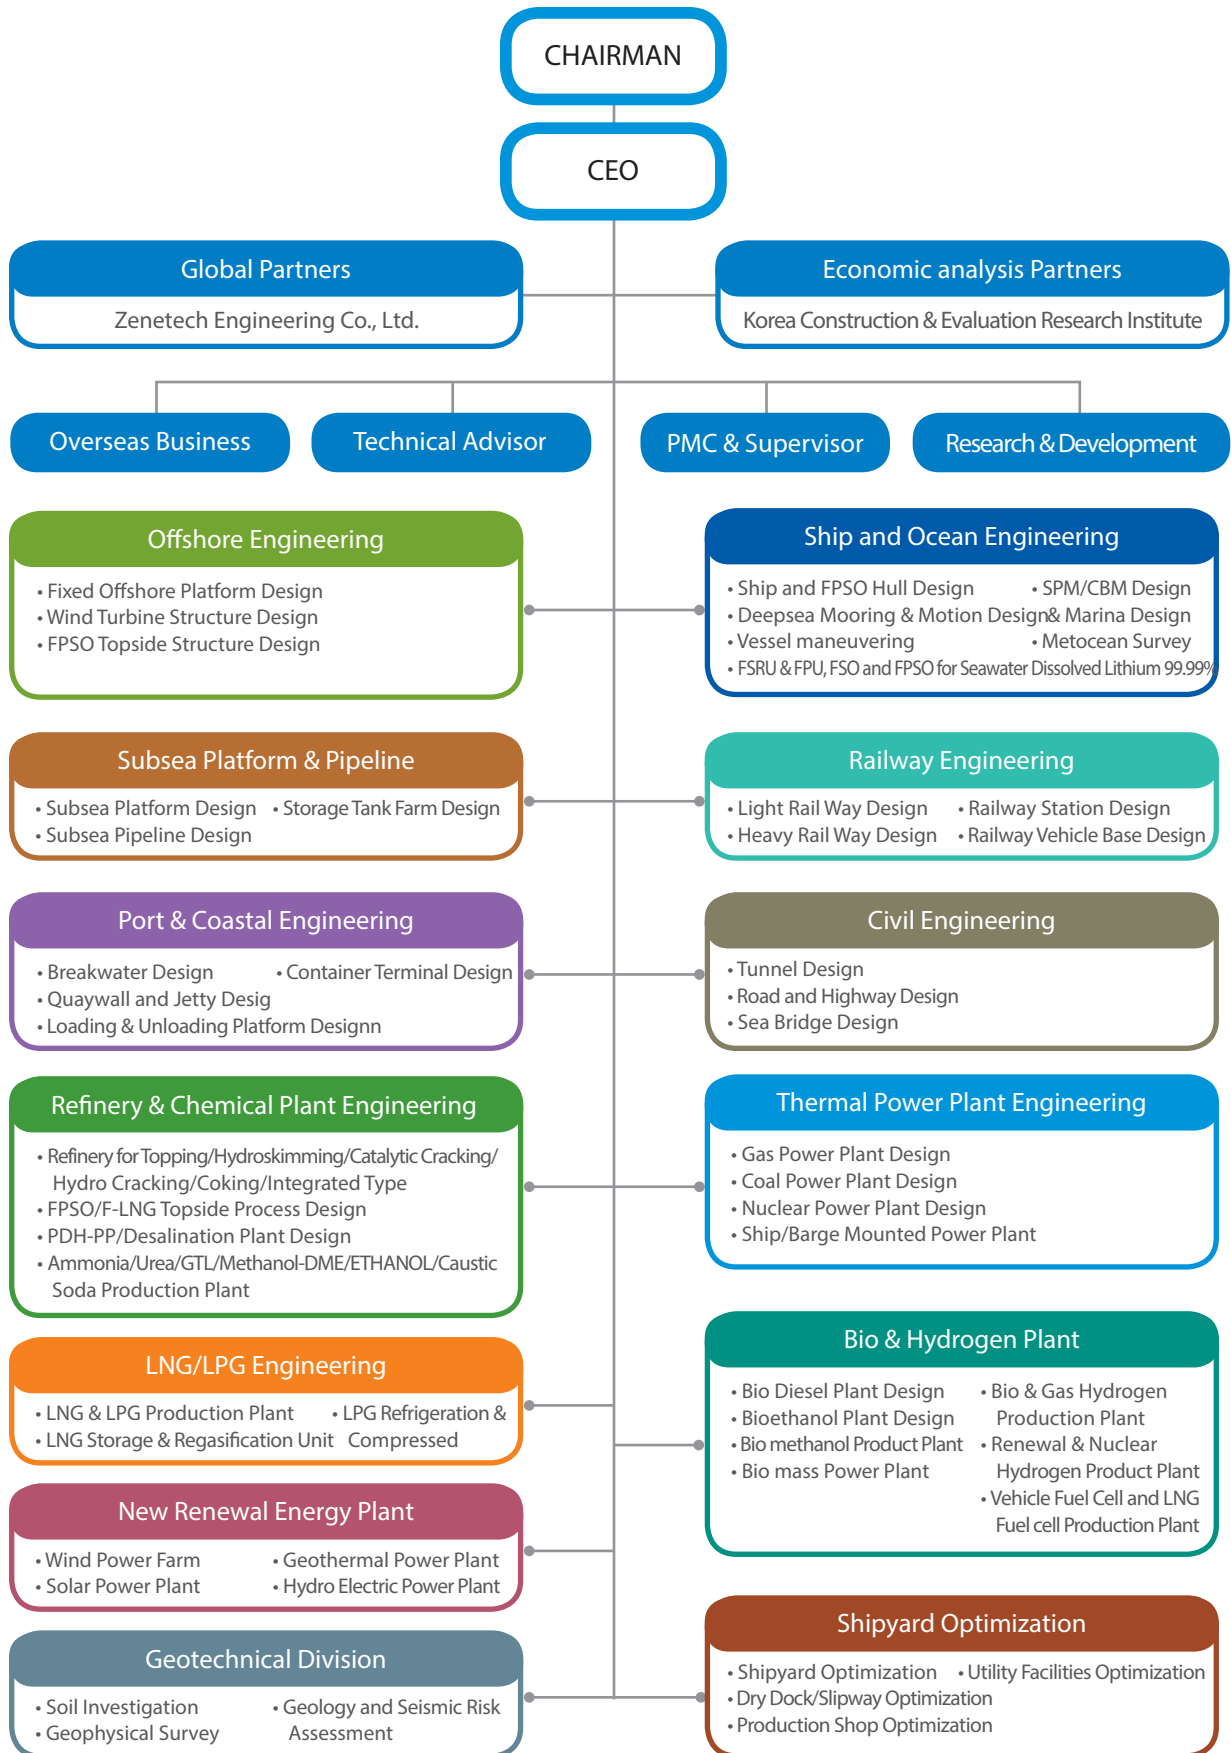 CHAIRMAN
CEO
Global Partners
Zenetech Engineering Co., Ltd.
Economic analysis Partners
Korea Construction & Evaluation Research Institute
Overseas Business
Technical Advisor
PMC & Supervisor
Research & Development
Offshore Engineering
• Fixed Offshore Platform Design
• Wind Turbine Structure Design
• FPSO Topside Structure Design
Ship and Ocean Engineering
• Ship and FPSO Hull Design • SPM/CBM Design
• Deepsea Mooring & Motion Design& Marina Design
• Vessel maneuvering • Metocean Survey
• FSRU & FPU, FSO and FPSO for Seawater Dissolved Lithium 99.99%
Subsea Platform & Pipeline
• Subsea Platform Design • Storage Tank Farm Design
• Subsea Pipeline Design
Railway Engineering
• Light Rail Way Design • Railway Station Design
• Heavy Rail Way Design • Railway Vehicle Base Design
Port & Coastal Engineering
• Breakwater Design • Container Terminal Design
• Quaywall and Jetty Desig
• Loading & Unloading Platform Designn
Civil Engineering
• Tunnel Design
• Road and Highway Design
• Sea Bridge Design
Refinery & Chemical Plant Engineering
• Refinery for Topping/Hydroskimming/Catalytic Cracking/
Hydro Cracking/Coking/Integrated Type
• FPSO/F-LNG Topside Process Design
• PDH-PP/Desalination Plant Design
• Ammonia/Urea/GTL/Methanol-DME/ETHANOL/Caustic
Soda Production Plant
Thermal Power Plant Engineering
• Gas Power Plant Design
• Coal Power Plant Design
• Nuclear Power Plant Design
• Ship/Barge Mounted Power Plant
LNG/LPG Engineering
• LNG & LPG Production Plant • LPG Refrigeration &
• LNG Storage & Regasification Unit Compressed
Bio & Hydrogen Plant
• Bio Diesel Plant Design
• Bioethanol Plant Design
• Bio methanol Product Plant
• Bio mass Power Plant
• Bio & Gas Hydrogen
Production Plant
• Renewal & Nuclear
Hydrogen Product Plant
• Vehicle Fuel Cell and LNG
Fuel cell Production Plant
New Renewal Energy Plant
• Wind Power Farm • Geothermal Power Plant
• Solar Power Plant • Hydro Electric Power Plant
Shipyard Optimization
• Shipyard Optimization • Utility Facilities Optimization
• Dry Dock/Slipway Optimization
• Production Shop Optimization
Geotechnical Division
• Soil Investigation • Geology and Seismic Risk
• Geophysical Survey Assessment